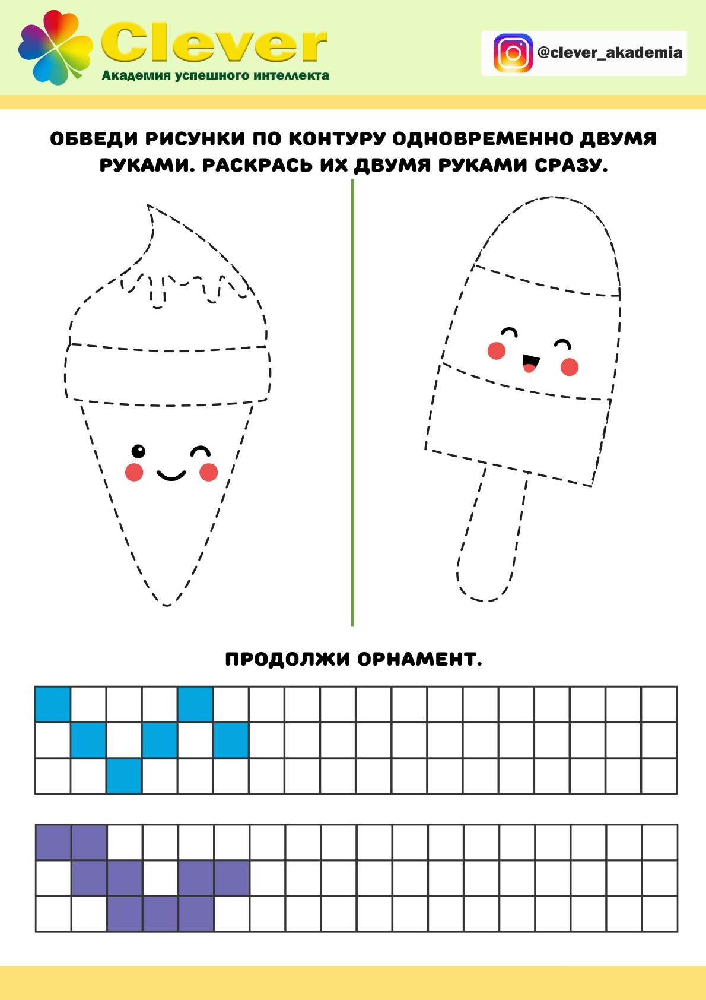 Clever
Академия успешного интеллекта
@clever_akademia
ОБВЕДИ РИСУНКИ ПО КОНТУРУ ОДНОВРЕМЕННО ДВУМЯ
РУКАМИ. РАСКРАСЬ ИХ ДВУМЯ РУКАМИ СРАЗУ.
ПРОДОЛЖИ ОРНАМЕНТ.